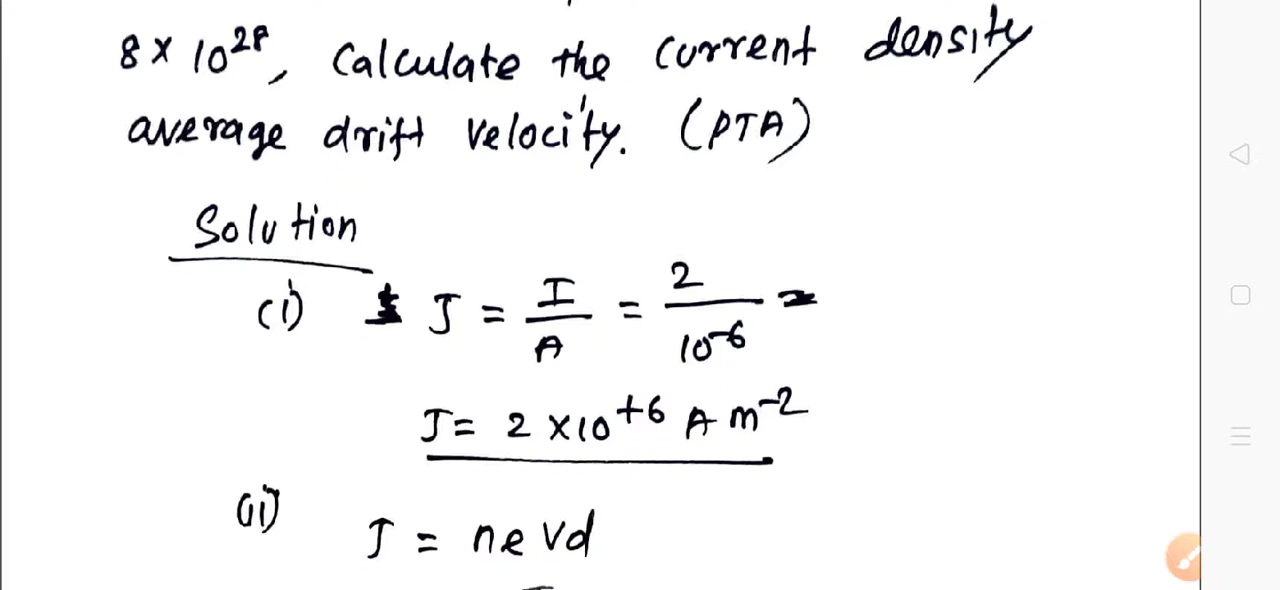 8 × 10²⁸, Calculate the current density
average drift velocity. (PTA)
Solution
(i) J = I/A = 2/10⁻⁶ =
J = 2 × 10⁺⁶ A m⁻²
(ii) J = n e Vd